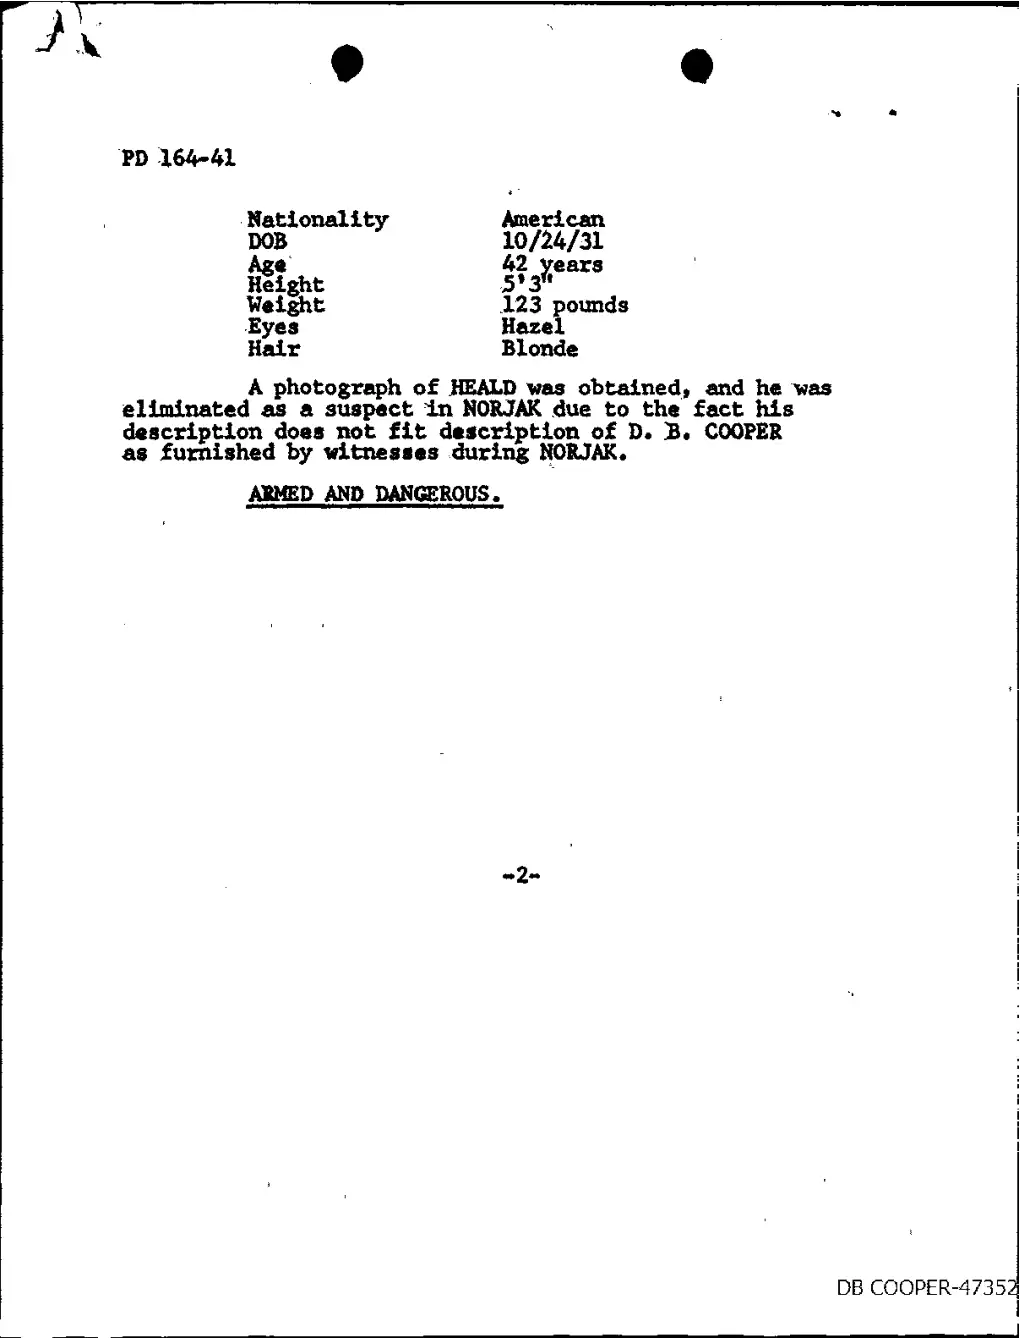 PD 164-41
Nationality American
DOB 10/24/31
Age 42 years
Height 5'3"
Weight 123 pounds
Eyes Hazel
Hair Blonde
A photograph of HEALD was obtained, and he was
eliminated as a suspect in NORJAK due to the fact his
description does not fit description of D. B. COOPER
as furnished by witnesses during NORJAK.
ARMED AND DANGEROUS.
-2-
DB COOPER-47352